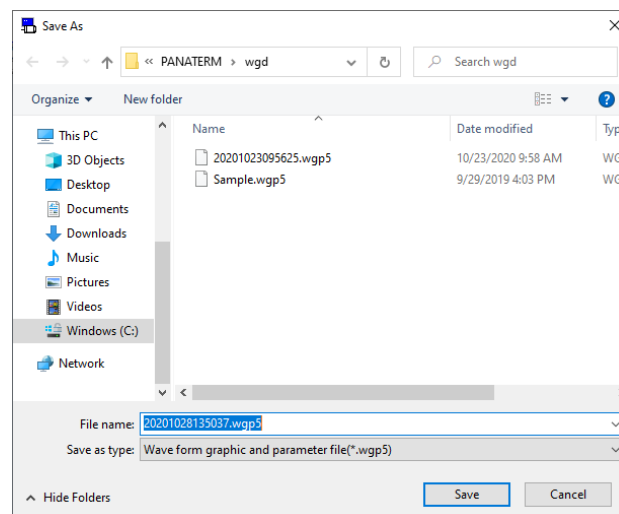 Save As
« PANATERM › wgd
Search wgd
Organize New folder
?
Name Date modified Typ
This PC
3D Objects
Desktop
Documents
Downloads
Music
Pictures
Videos
Windows (C:)
Network
20201023095625.wgp5 10/23/2020 9:58 AM WG
Sample.wgp5 9/29/2019 4:03 PM WG
File name: 20201028135037.wgp5
Save as type: Wave form graphic and parameter file(*.wgp5)
Hide Folders Save Cancel